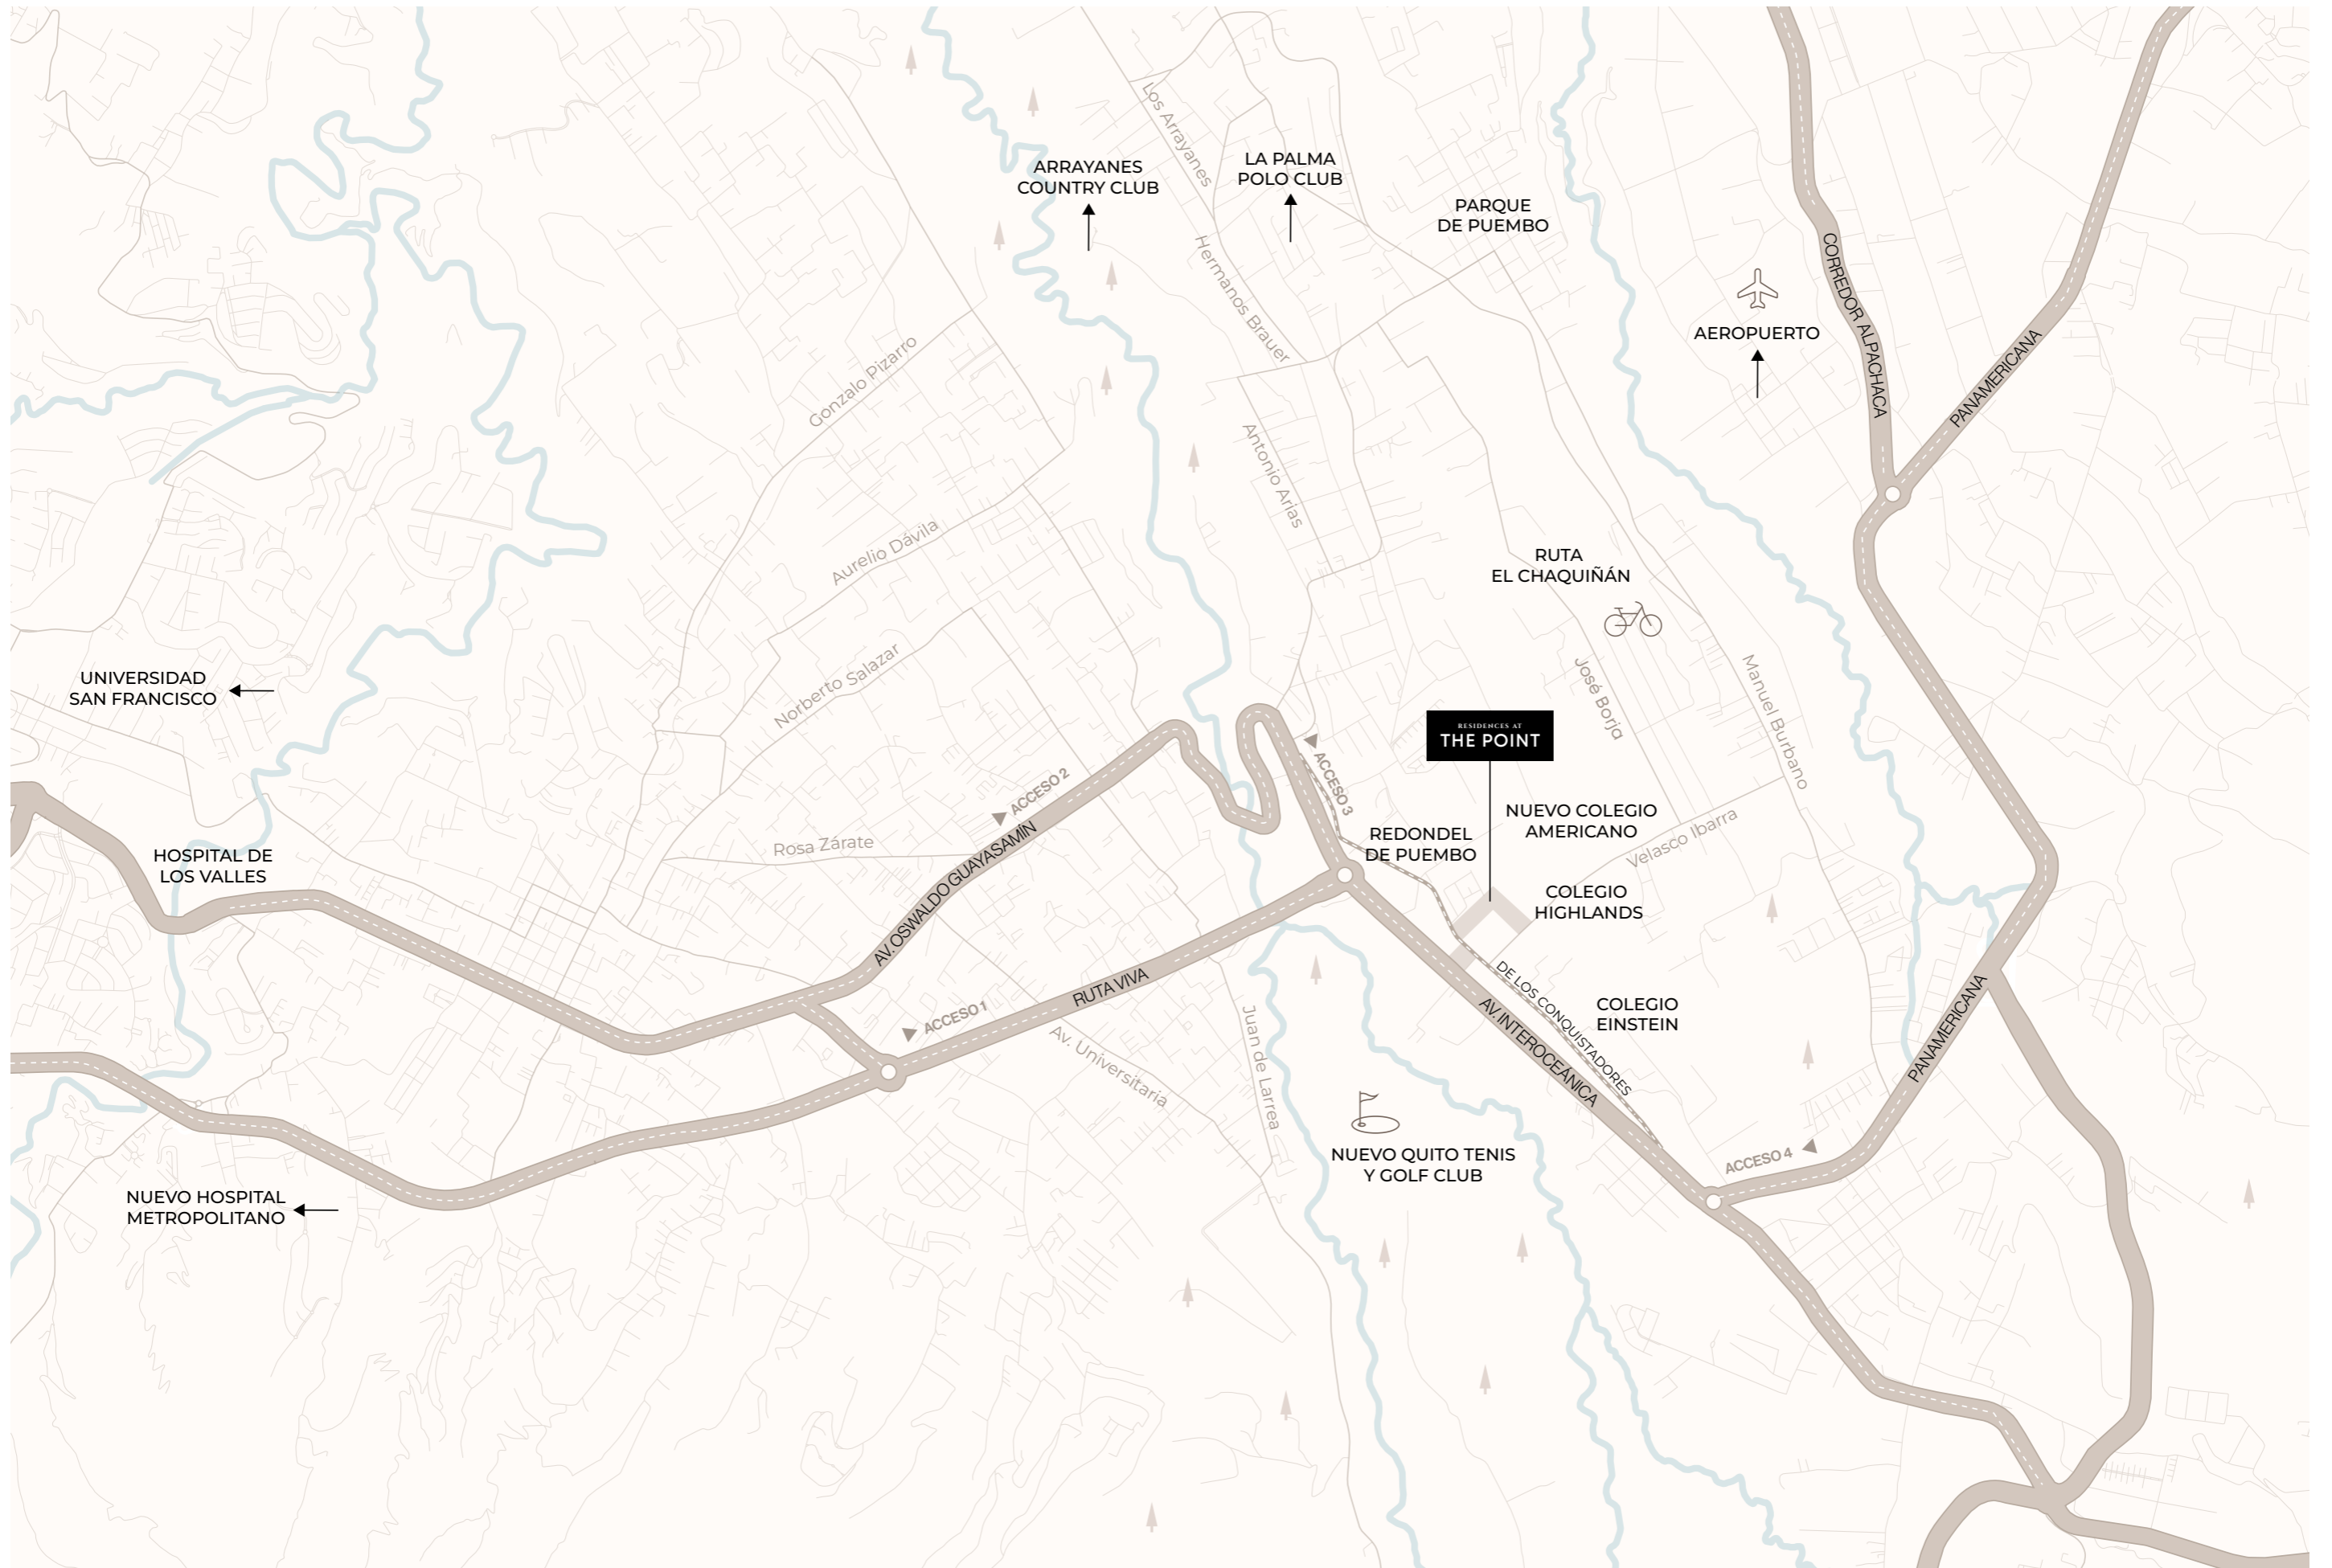 Los Arrayanes
ARRAYANES
COUNTRY CLUB
LA PALMA
POLO CLUB
PARQUE
DE PUEMBO
Hermanos Brauer
CORREDOR ALPACHACA
AEROPUERTO
PANAMERICANA
Gonzalo Pizarro
Antonio Arias
Aurelio Dávila
RUTA
EL CHAQUIÑÁN
UNIVERSIDAD
SAN FRANCISCO
Norberto Salazar
José Borja
Manuel Burbano
RESIDENCES AT
THE POINT
ACCESO 2
ACCESO 3
NUEVO COLEGIO
AMERICANO
REDONDEL
DE PUEMBO
Velasco Ibarra
Rosa Zárate
HOSPITAL DE
LOS VALLES
AV. OSWALDO GUAYASAMÍN
COLEGIO
HIGHLANDS
RUTA VIVA
ACCESO 1
DE LOS CONQUISTADORES
COLEGIO
EINSTEIN
AV. INTEROCEÁNICA
PANAMERICANA
Av. Universitaria
Juan de Larrea
NUEVO QUITO TENIS
Y GOLF CLUB
ACCESO 4
NUEVO HOSPITAL
METROPOLITANO